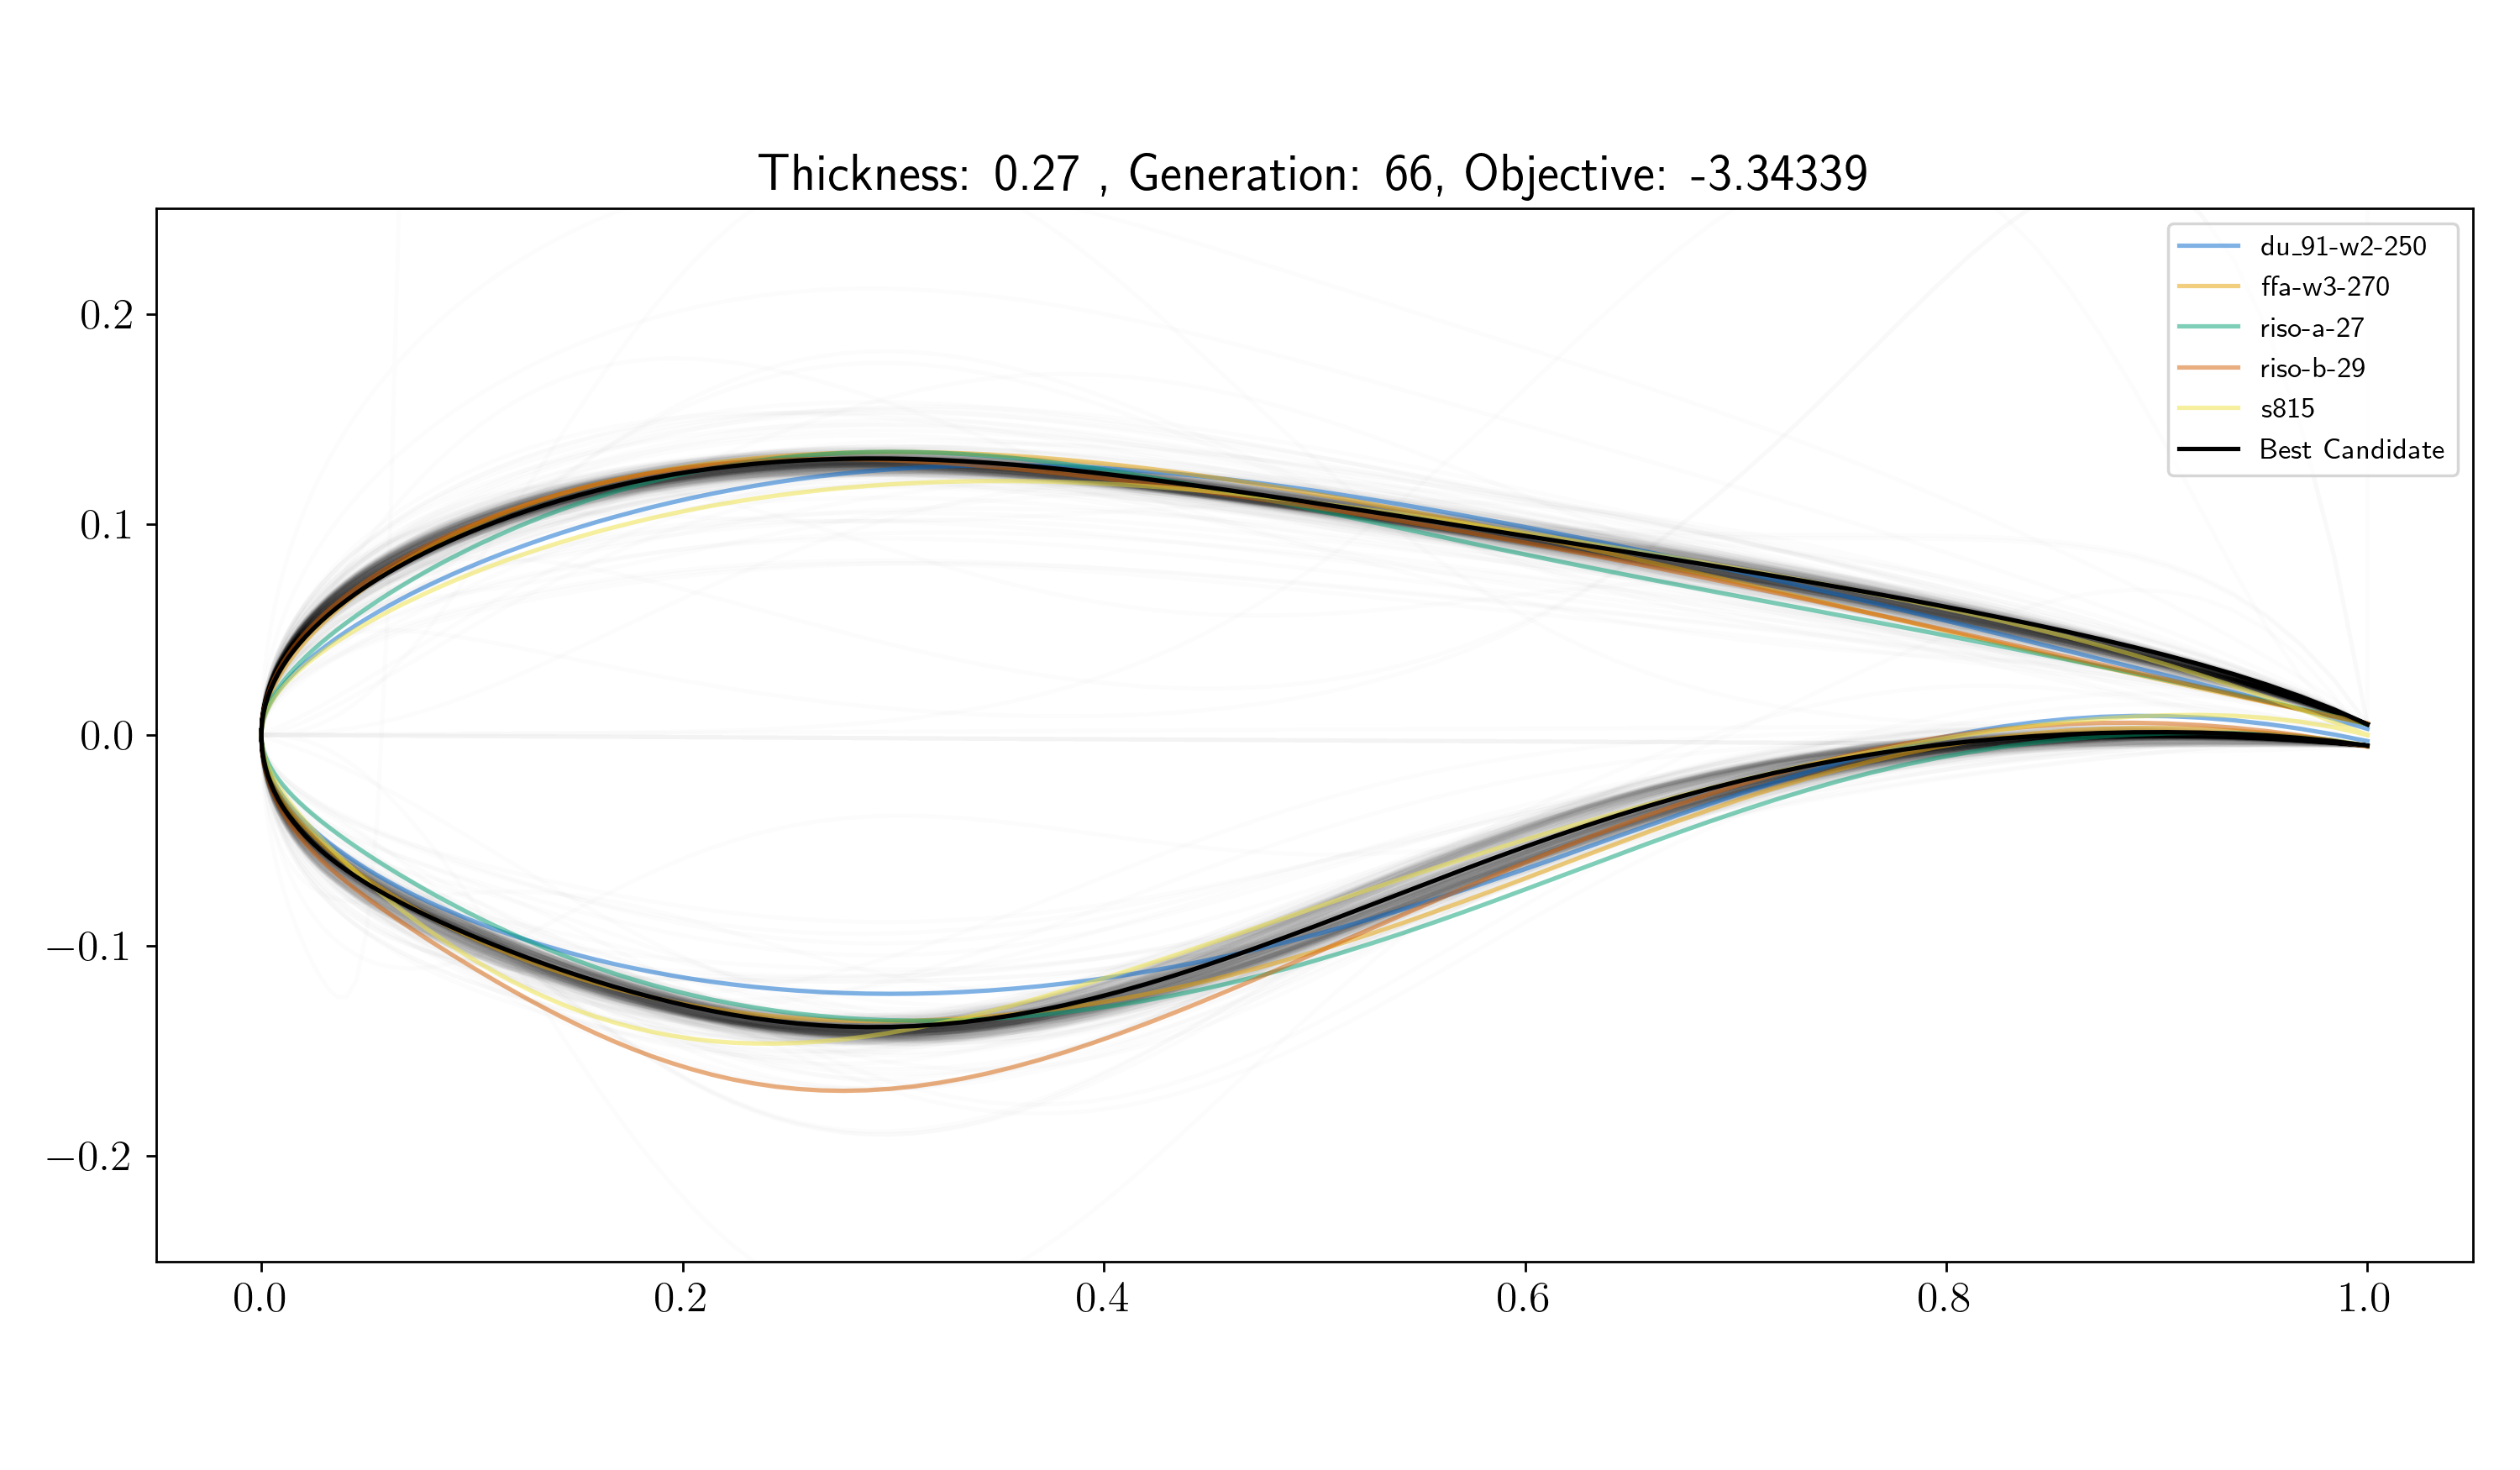 Thickness: 0.27 , Generation: 66, Objective: -3.34339
du_91-w2-250
ffa-w3-270
riso-a-27
riso-b-29
s815
Best Candidate
0.2
0.1
0.0
−0.1
−0.2
0.0 0.2 0.4 0.6 0.8 1.0